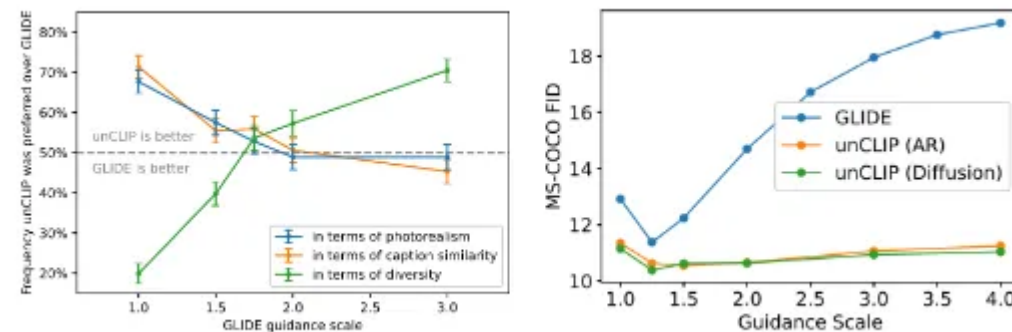 Frequency unCLIP was preferred over GLIDE
80%
70%
60%
50%
40%
30%
20%
unCLIP is better
GLIDE is better
in terms of photorealism
in terms of caption similarity
in terms of diversity
1.0 1.5 2.0 2.5 3.0
GLIDE guidance scale
MS-COCO FID
18
16
14
12
10
GLIDE
unCLIP (AR)
unCLIP (Diffusion)
1.0 1.5 2.0 2.5 3.0 3.5 4.0
Guidance Scale